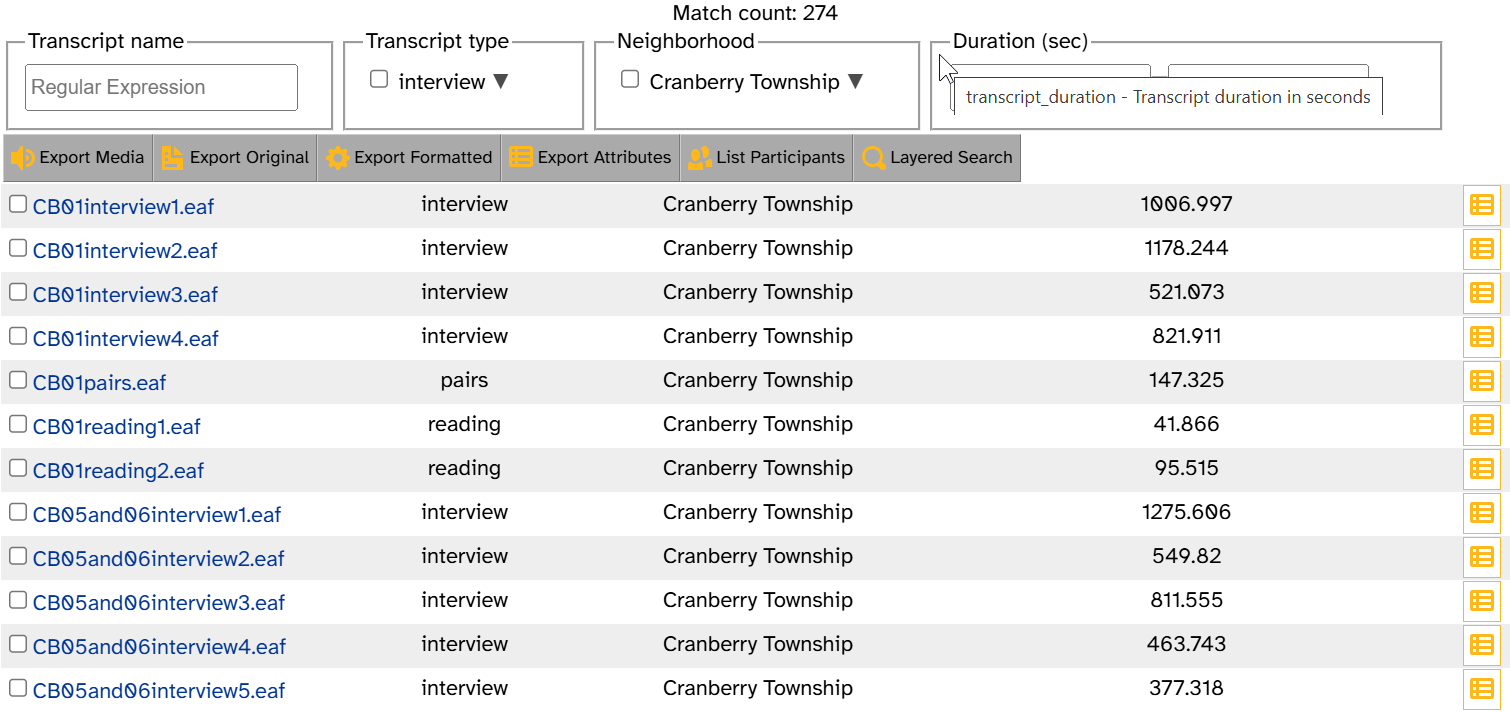 Match count: 274
Transcript name Transcript type Neighborhood Duration (sec)
Regular Expression interview ▼ Cranberry Township ▼
transcript_duration - Transcript duration in seconds
Export Media Export Original Export Formatted Export Attributes List Participants Layered Search
CB01interview1.eaf interview Cranberry Township 1006.997
CB01interview2.eaf interview Cranberry Township 1178.244
CB01interview3.eaf interview Cranberry Township 521.073
CB01interview4.eaf interview Cranberry Township 821.911
CB01pairs.eaf pairs Cranberry Township 147.325
CB01reading1.eaf reading Cranberry Township 41.866
CB01reading2.eaf reading Cranberry Township 95.515
CB05and06interview1.eaf interview Cranberry Township 1275.606
CB05and06interview2.eaf interview Cranberry Township 549.82
CB05and06interview3.eaf interview Cranberry Township 811.555
CB05and06interview4.eaf interview Cranberry Township 463.743
CB05and06interview5.eaf interview Cranberry Township 377.318